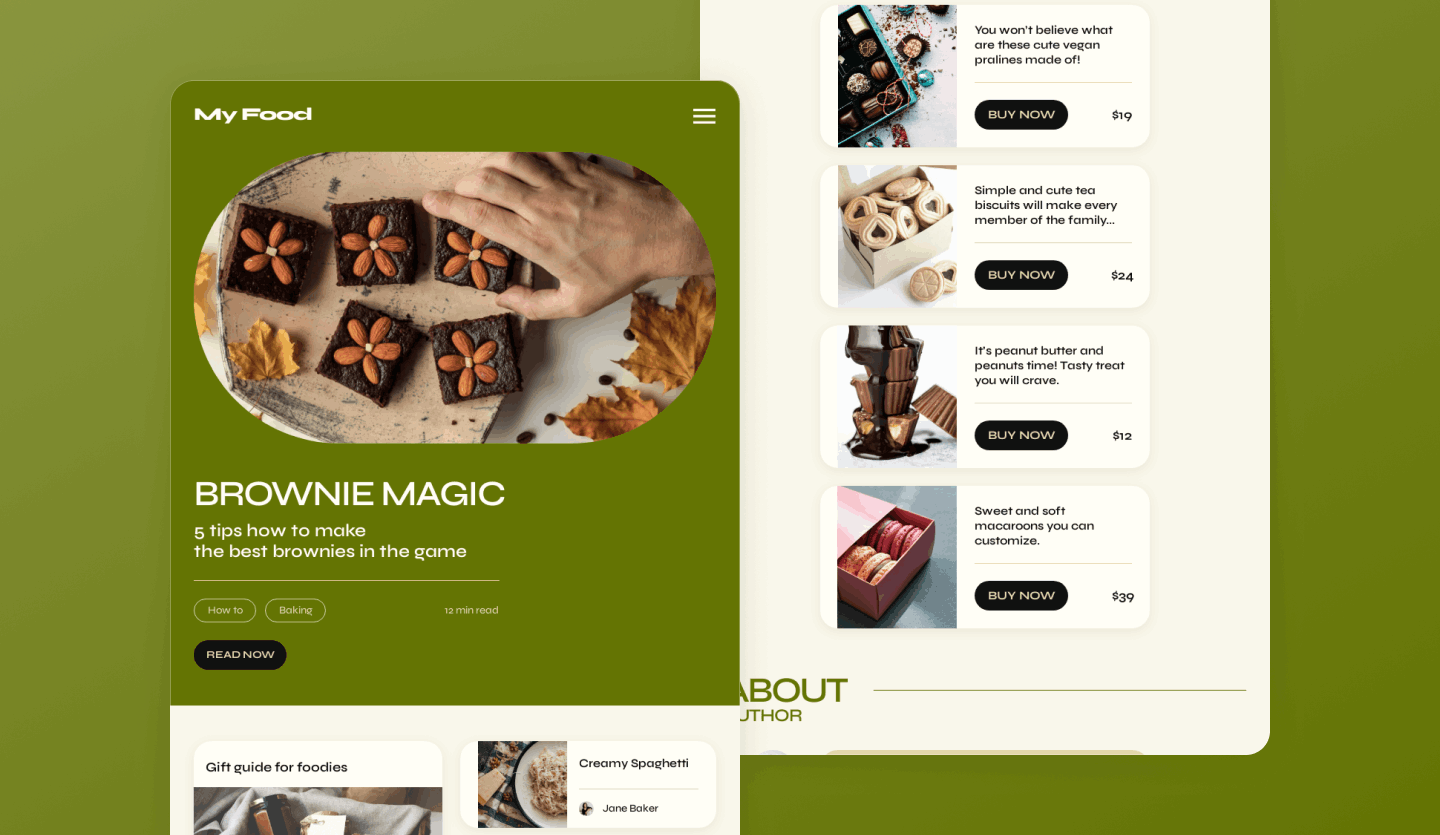 My Food
BROWNIE MAGIC
5 tips how to make
the best brownies in the game
How to
Baking
12 min read
READ NOW
Gift guide for foodies
Creamy Spaghetti
Jane Baker
You won't believe what
are these cute vegan
pralines made of!
BUY NOW
$19
Simple and cute tea
biscuits will make every
member of the family...
BUY NOW
$24
It's peanut butter and
peanuts time! Tasty treat
you will crave.
BUY NOW
$12
Sweet and soft
macaroons you can
customize.
BUY NOW
$39
ABOUT
UTHOR